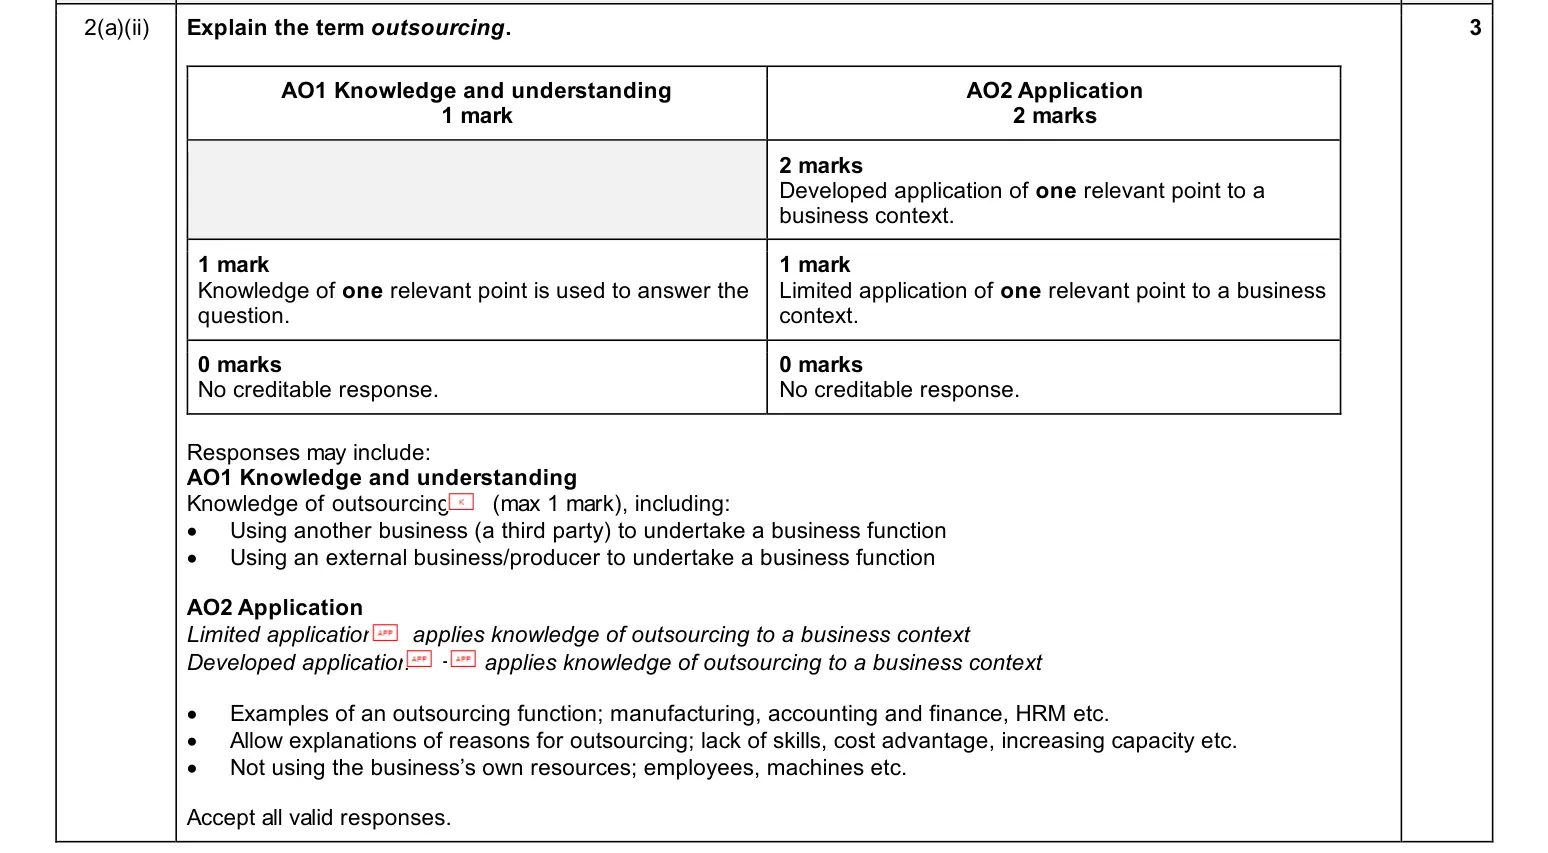 2(a)(ii)
Explain the term outsourcing.
3
AO1 Knowledge and understanding
1 mark
AO2 Application
2 marks
2 marks
Developed application of one relevant point to a
business context.
1 mark
Knowledge of one relevant point is used to answer the
question.
1 mark
Limited application of one relevant point to a business
context.
0 marks
No creditable response.
0 marks
No creditable response.
Responses may include:
AO1 Knowledge and understanding
Knowledge of outsourcing K (max 1 mark), including:
• Using another business (a third party) to undertake a business function
• Using an external business/producer to undertake a business function
AO2 Application
Limited application APP applies knowledge of outsourcing to a business context
Developed application APP - APP applies knowledge of outsourcing to a business context
• Examples of an outsourcing function; manufacturing, accounting and finance, HRM etc.
• Allow explanations of reasons for outsourcing; lack of skills, cost advantage, increasing capacity etc.
• Not using the business’s own resources; employees, machines etc.
Accept all valid responses.